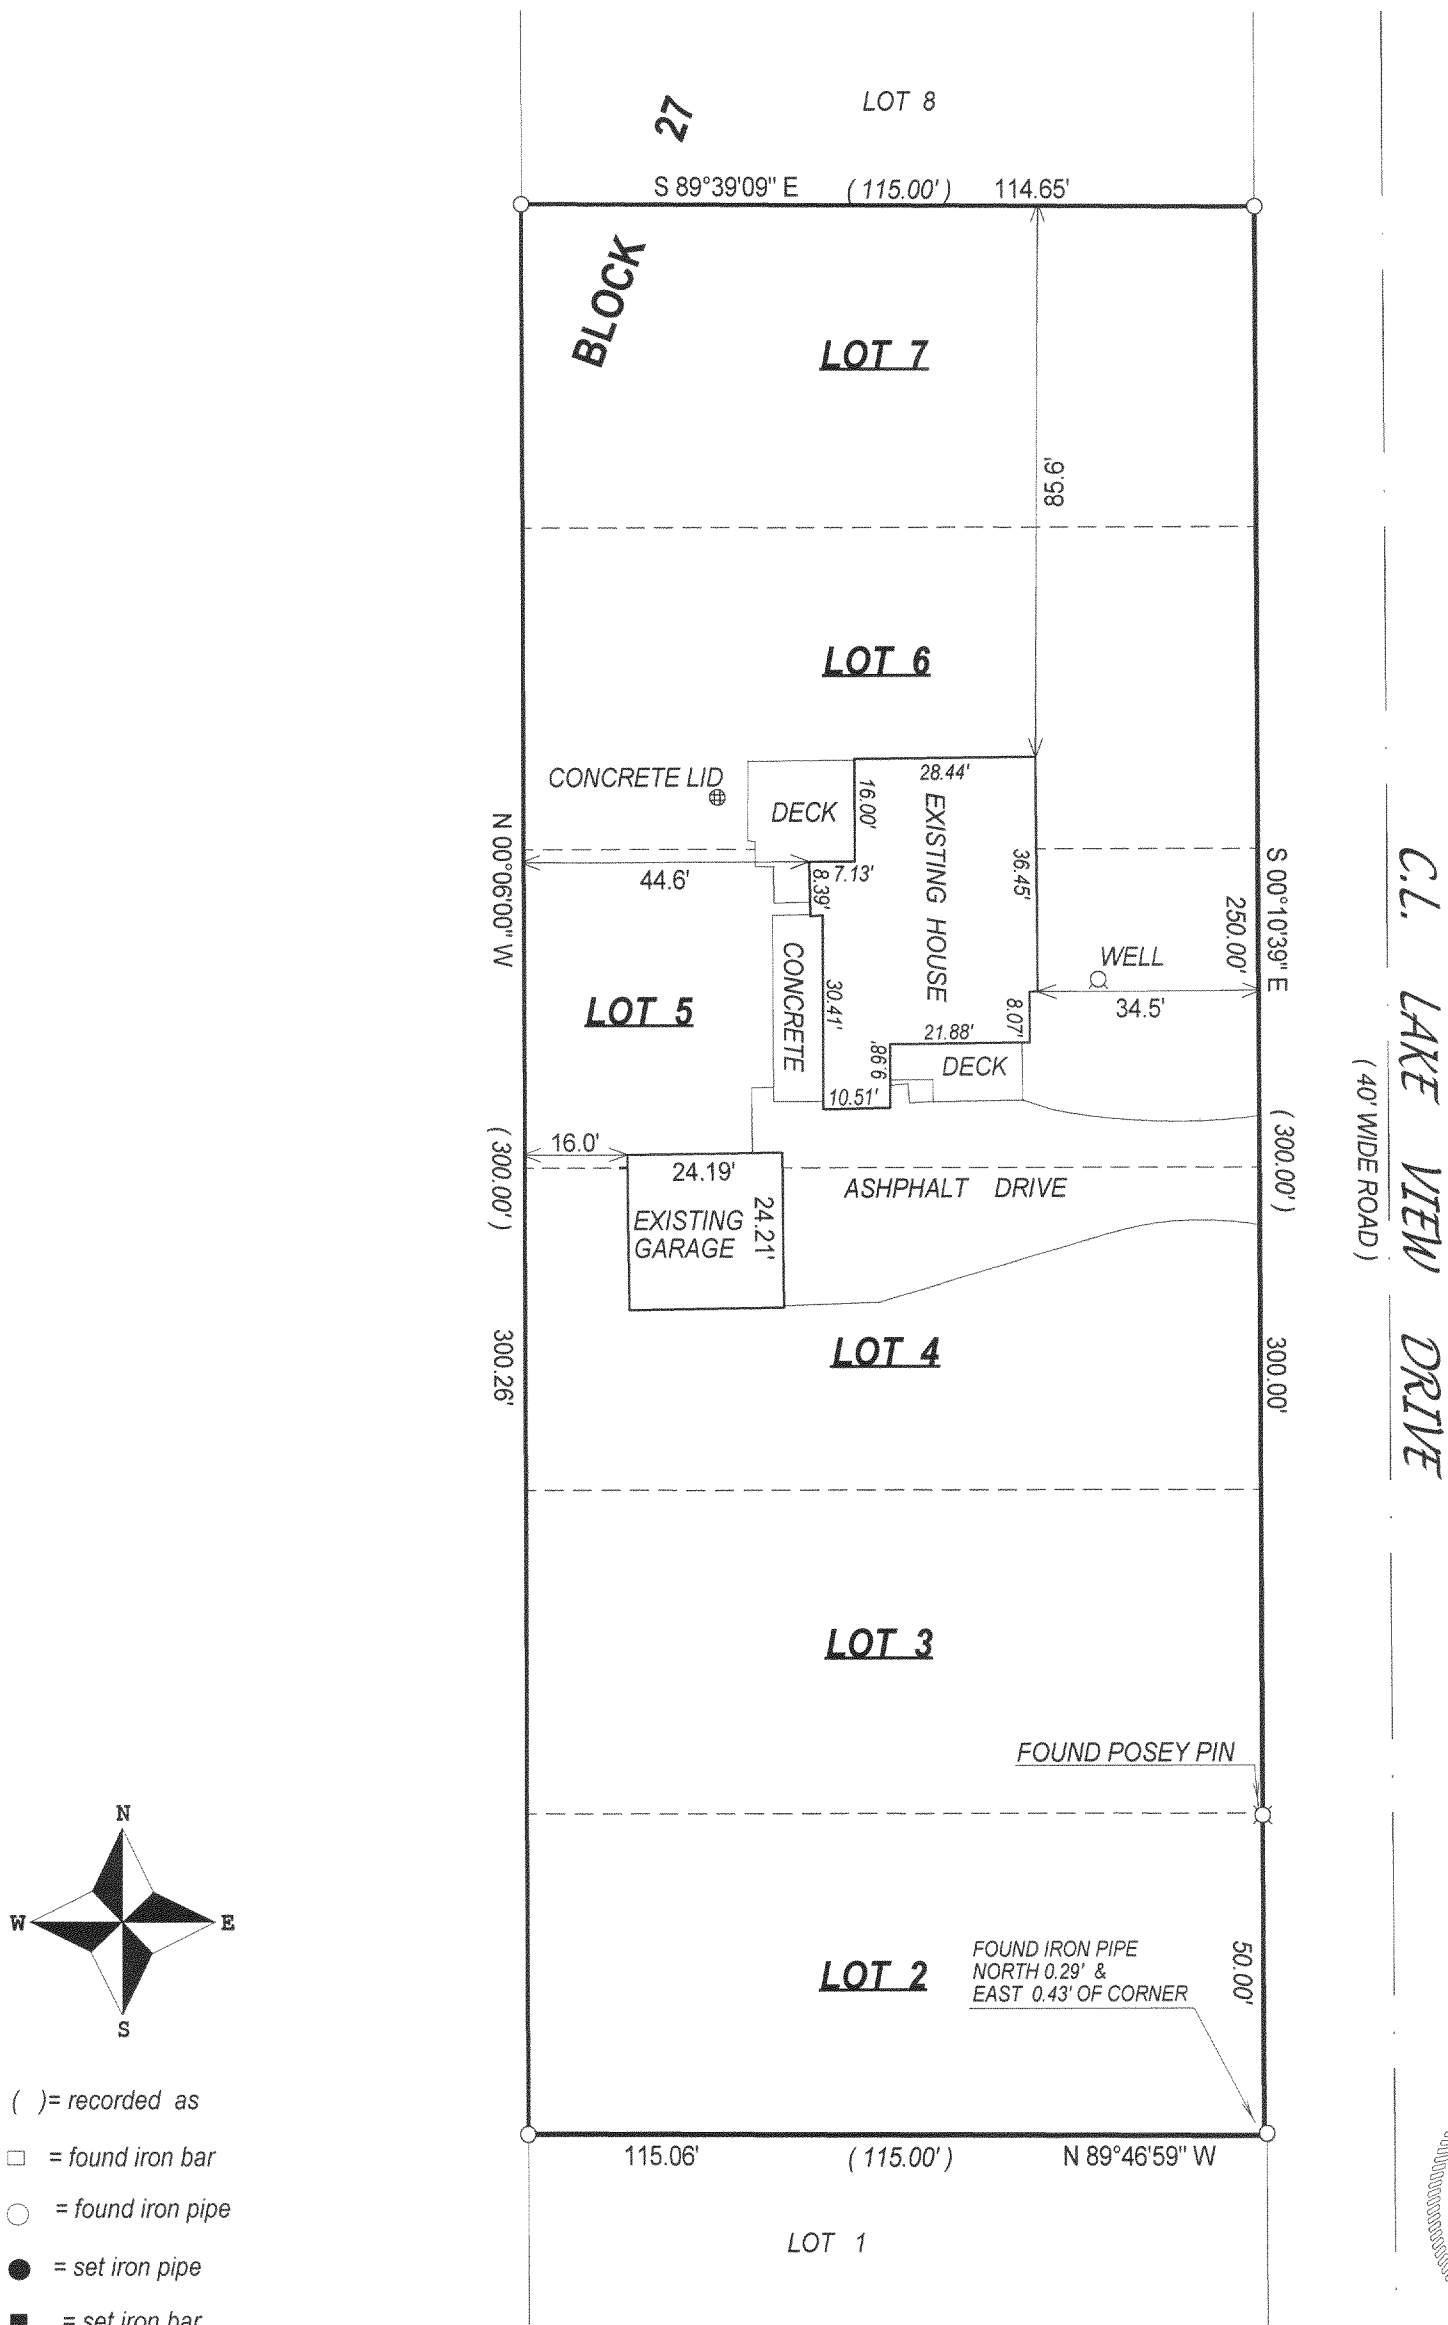 LOT 8
27
S 89°39'09" E ( 115.00' ) 114.65'
BLOCK
LOT 7
85.6'
LOT 6
CONCRETE LID
DECK
28.44'
16.00'
EXISTING HOUSE
36.45'
44.6'
7.13'
8.39'
N 00°06'00" W
S 00°10'39" E
250.00'
C.L. LAKE VIEW DRIVE
( 40' WIDE ROAD )
WELL
34.5'
CONCRETE
30.41'
LOT 5
8.07'
21.88'
9.98'
DECK
10.51'
( 300.00' )
( 300.00' )
16.0'
24.19'
24.21'
EXISTING
GARAGE
ASHPHALT DRIVE
300.26'
300.00'
LOT 4
LOT 3
FOUND POSEY PIN
LOT 2
FOUND IRON PIPE
NORTH 0.29' &
EAST 0.43' OF CORNER
50.00'
115.06' ( 115.00' ) N 89°46'59" W
LOT 1
N
W E
S
( )= recorded as
= found iron bar
= found iron pipe
= set iron pipe
= set iron bar